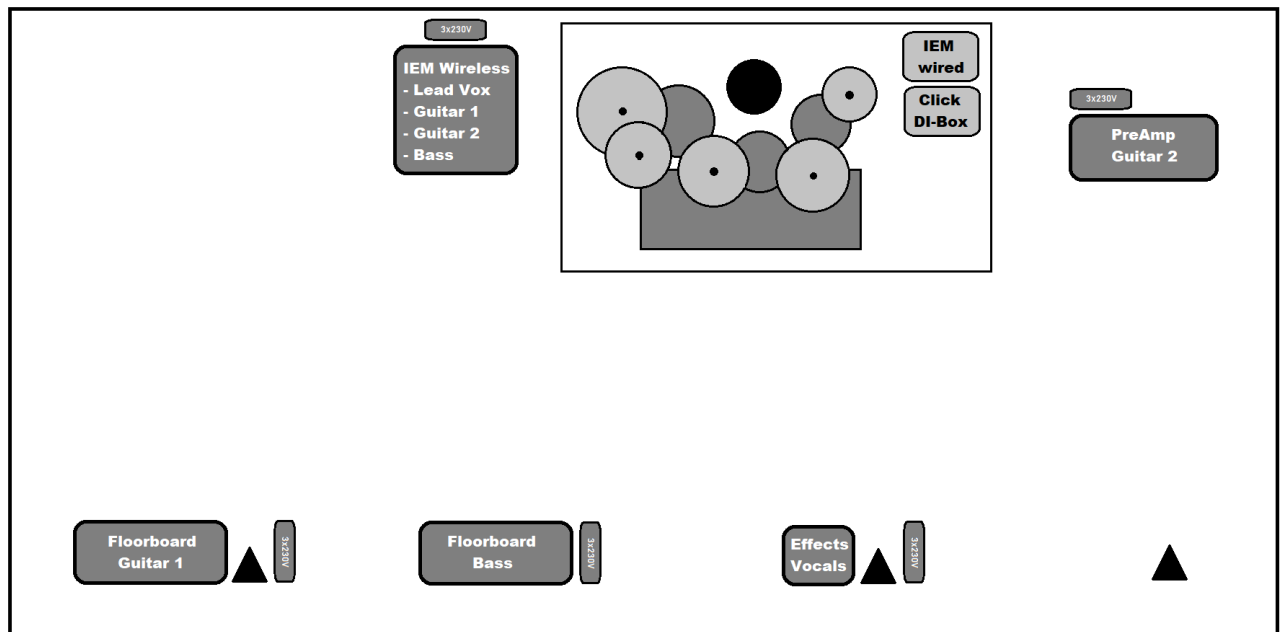 3x230V
IEM Wireless
- Lead Vox
- Guitar 1
- Guitar 2
- Bass
IEM
wired
Click
DI-Box
3x230V
PreAmp
Guitar 2
Floorboard
Guitar 1
3x230V
Floorboard
Bass
3x230V
Effects
Vocals
3x230V